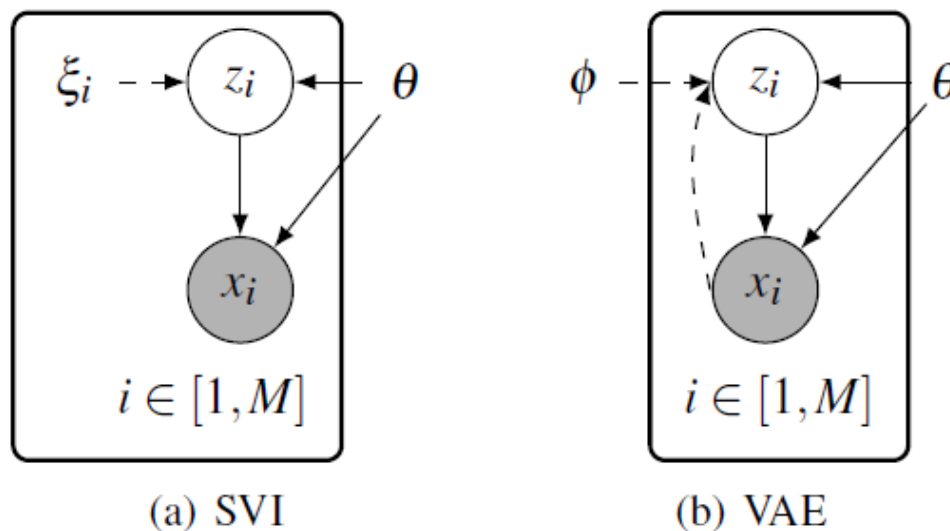 ξᵢ zᵢ θ
xᵢ
i ∈ [1, M]
(a) SVI
ϕ zᵢ θ
xᵢ
i ∈ [1, M]
(b) VAE